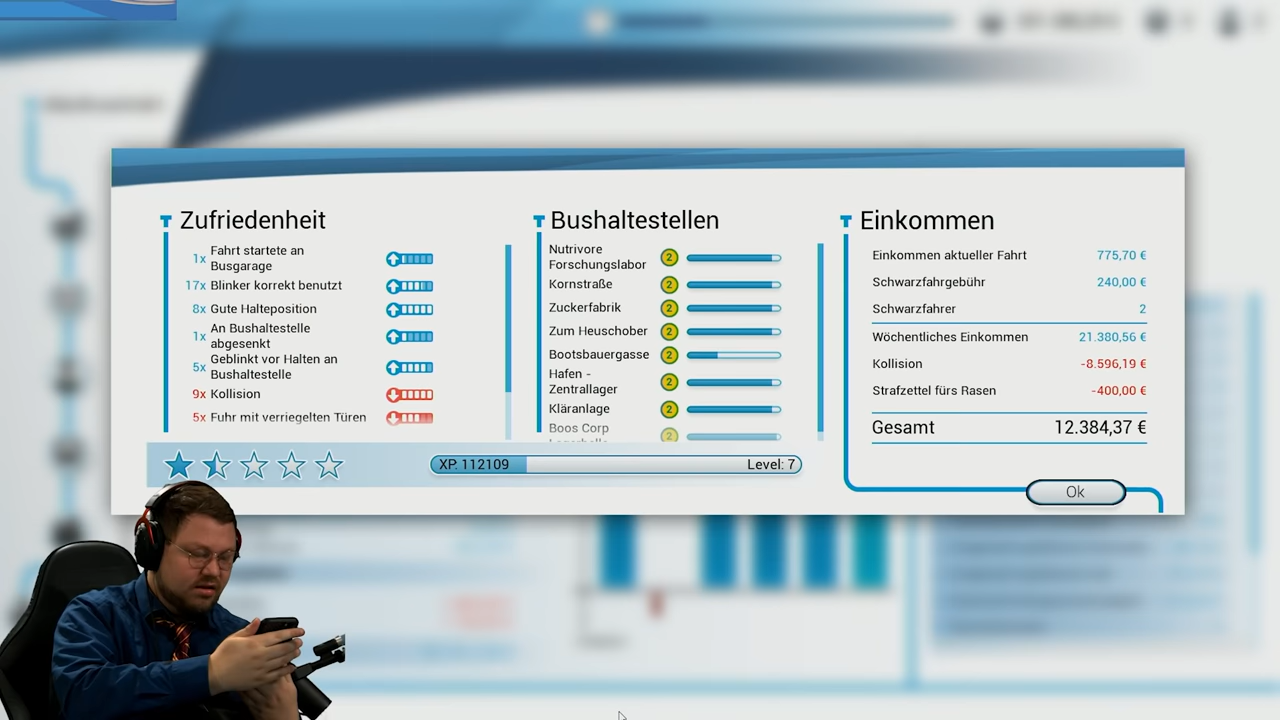 Zufriedenheit
1x Fahrt startete an
Busgarage
17x Blinker korrekt benutzt
8x Gute Halteposition
1x An Bushaltestelle
abgesenkt
5x Geblinkt vor Halten an
Bushaltestelle
9x Kollision
5x Fuhr mit verriegelten Türen
XP: 112109 Level: 7
Bushaltestellen
Nutrivore
Forschungslabor 2
Kornstraße 2
Zuckerfabrik 2
Zum Heuschober 2
Bootsbauergasse 2
Hafen -
Zentrallager 2
Kläranlage 2
Boos Corp 2
Einkommen
Einkommen aktueller Fahrt 775,70 €
Schwarzfahrgebühr 240,00 €
Schwarzfahrer 2
Wöchentliches Einkommen 21.380,56 €
Kollision -8.596,19 €
Strafzettel fürs Rasen -400,00 €
Gesamt 12.384,37 €
Ok